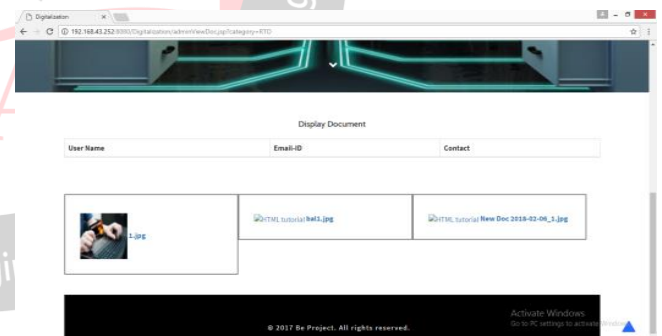 Digitalization
192.168.43.252:8080/Digitalization/adminViewDoc.jsp?category=RTO
Display Document
User Name Email-ID Contact
1.jpg
HTML tutorial bal1.jpg
HTML tutorial New Doc 2018-02-06_1.jpg
© 2017 Be Project. All rights reserved.
Activate Windows
Go to PC settings to activate Windows.